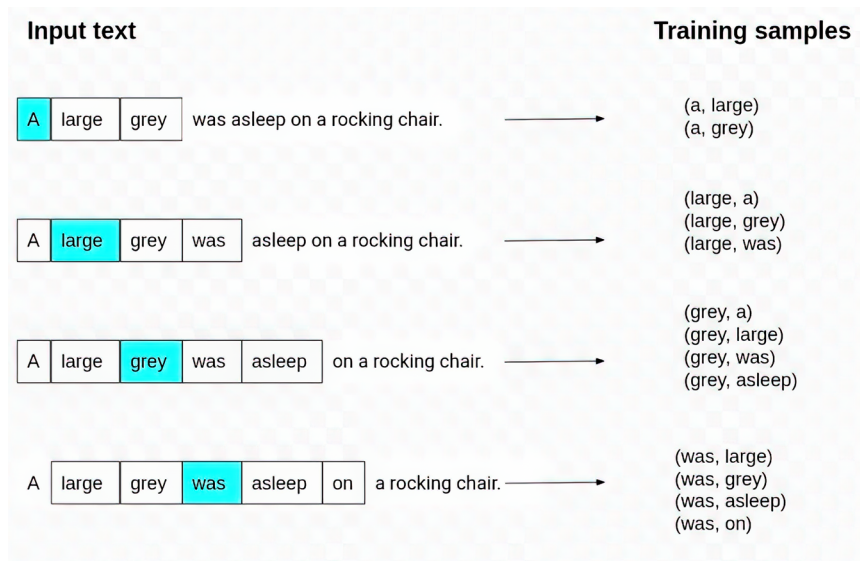 Input text
Training samples
A large grey was asleep on a rocking chair.
(a, large)
(a, grey)
A large grey was asleep on a rocking chair.
(large, a)
(large, grey)
(large, was)
A large grey was asleep on a rocking chair.
(grey, a)
(grey, large)
(grey, was)
(grey, asleep)
A large grey was asleep on a rocking chair.
(was, large)
(was, grey)
(was, asleep)
(was, on)